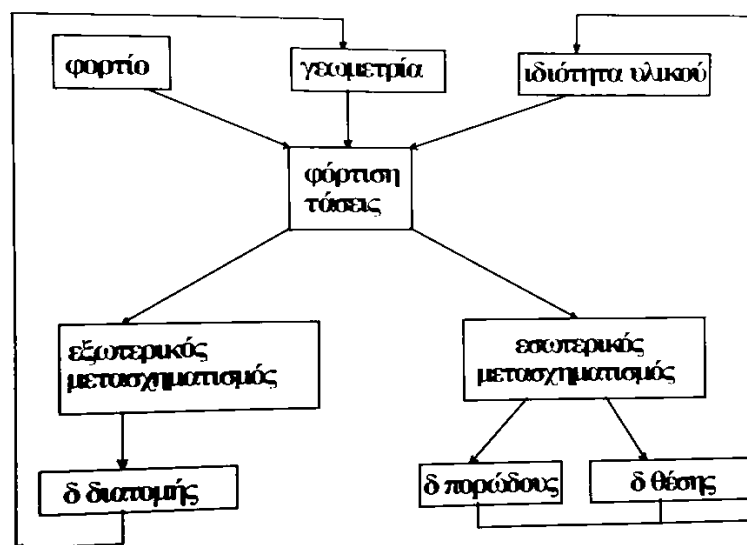 φορτίο
γεωμετρία
ιδιότητα υλικού
φόρτιση
τάσεις
εξωτερικός
μετασχηματισμός
εσωτερικός
μετασχηματισμός
δ διατομής
δ πορώδους
δ θέσης